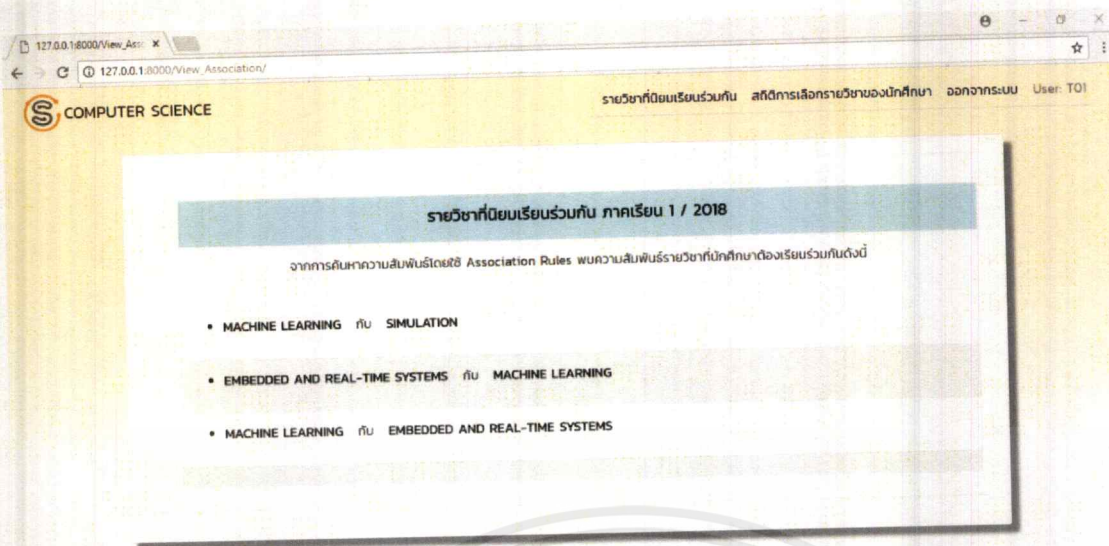 127.0.0.1:8000/View_Asso
127.0.0.1:8000/View_Association/
COMPUTER SCIENCE
รายวิชาที่นิยมเรียนร่วมกัน สถิติการเลือกรายวิชาของนักศึกษา ออกจากระบบ User: T01
รายวิชาที่นิยมเรียนร่วมกัน ภาคเรียน 1 / 2018
จากการค้นหาความสัมพันธ์โดยใช้ Association Rules พบความสัมพันธ์รายวิชาที่นักศึกษาต้องเรียนร่วมกันดังนี้
• MACHINE LEARNING กับ SIMULATION
• EMBEDDED AND REAL-TIME SYSTEMS กับ MACHINE LEARNING
• MACHINE LEARNING กับ EMBEDDED AND REAL-TIME SYSTEMS